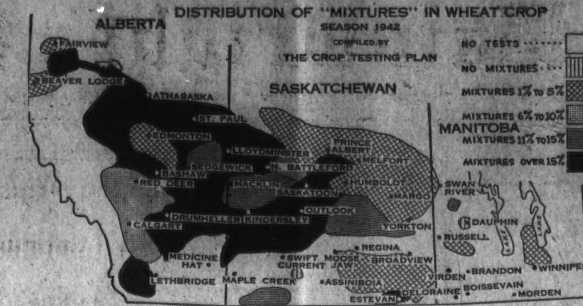 DISTRIBUTION OF "MIXTURES" IN WHEAT CROP
SEASON 1942
COMPILED BY
THE CROP TESTING PLAN
ALBERTA
SASKATCHEWAN
MANITOBA
NO TESTS
NO MIXTURES
MIXTURES 1% TO 5%
MIXTURES 6% TO 10%
MIXTURES 11% TO 15%
MIXTURES OVER 15%
FAIRVIEW
BEAVER LODGE
ATHABASKA
ST. PAUL
EDMONTON
LLOYDMINSTER
PRINCE
ALBERT
MELFORT
SEDGEWICK
N. BATTLEFORD
BASHAW
RED DEER
MACKLIN
HUMBOLDT
SASKATOON
MARGO
SWAN
RIVER
DRUMHELLER
KINDERSLEY
OUTLOOK
DAUPHIN
CALGARY
YORKTON
RUSSELL
LAKE
LAKE
MEDICINE
HAT
REGINA
SWIFT
CURRENT
MOOSE
JAW
BROADVIEW
LETHBRIDGE
MAPLE CREEK
ASSINIBOIA
VIRDEN
BRANDON
WINNIPEG
ESTEVAN
DELORAINE
BOISSEVAIN
MORDEN